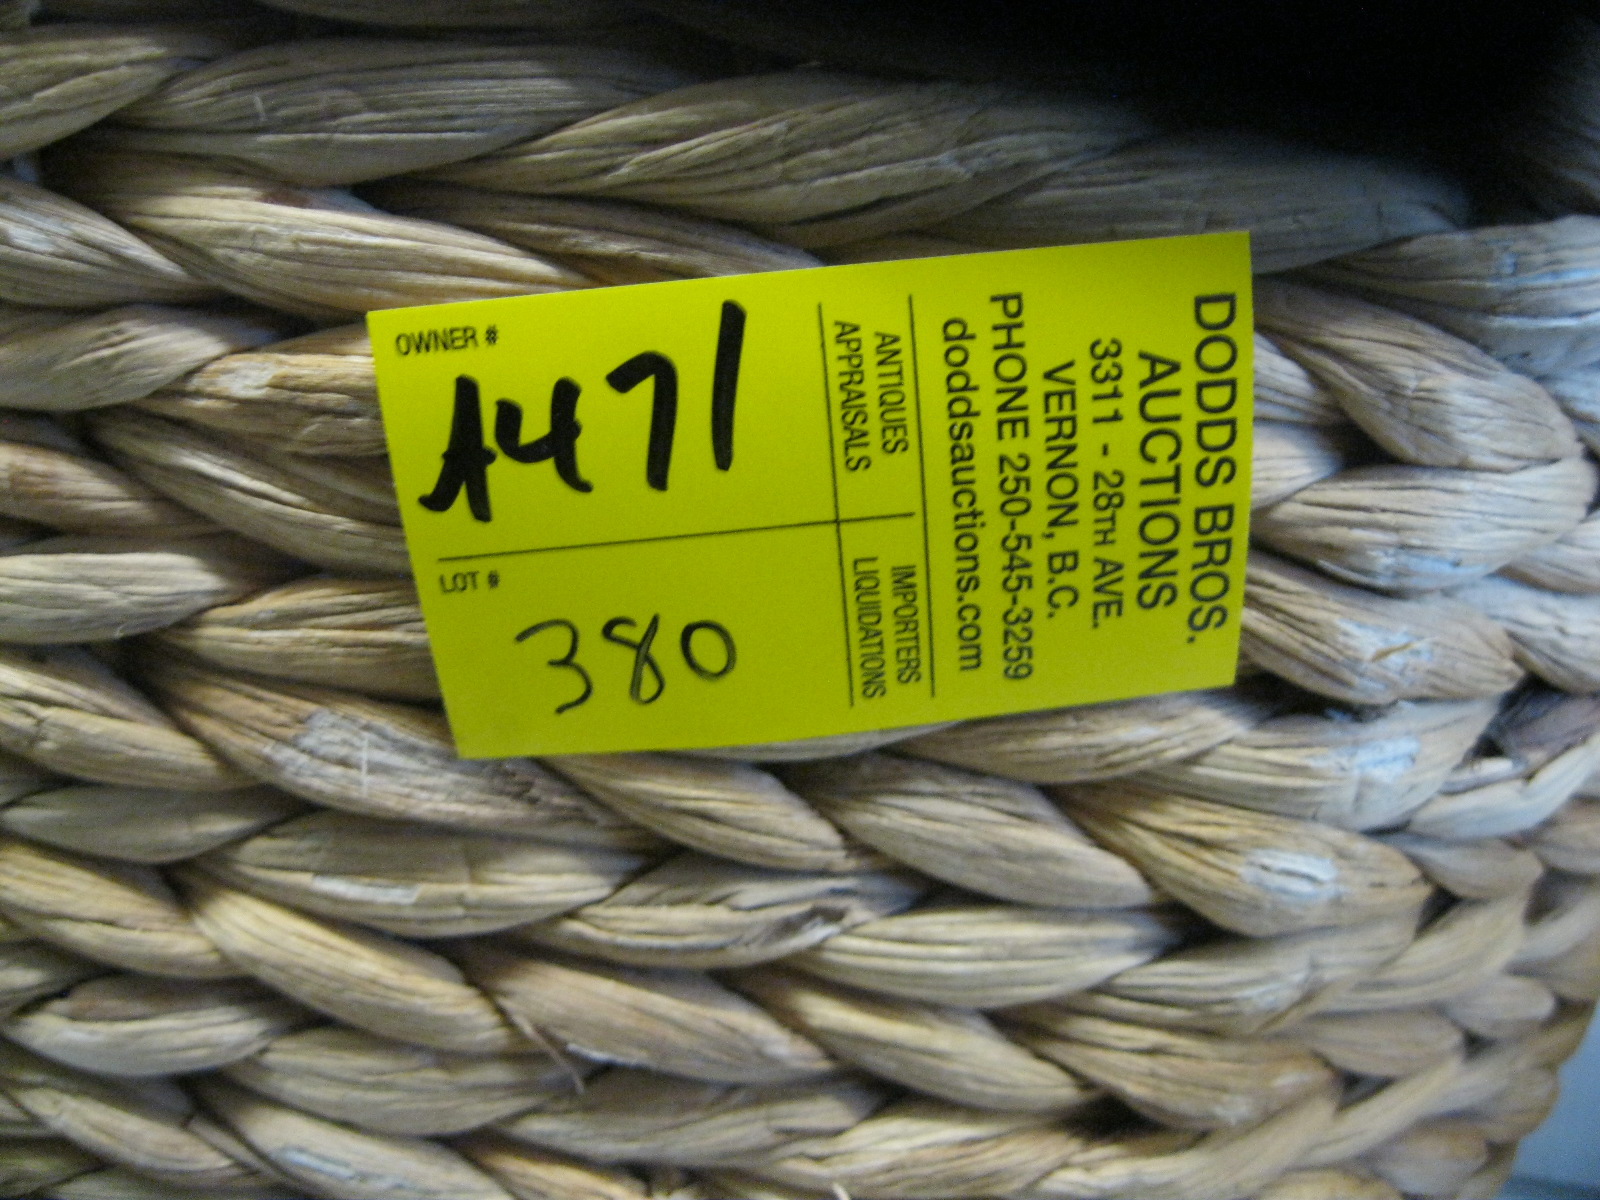 DODDS BROS.
AUCTIONS
3311 - 28TH AVE.
VERNON, B.C.
PHONE 250-545-3259
doddsauctions.com
ANTIQUES
APPRAISALS
IMPORTERS
LIQUIDATIONS
OWNER #
1471
LOT #
380